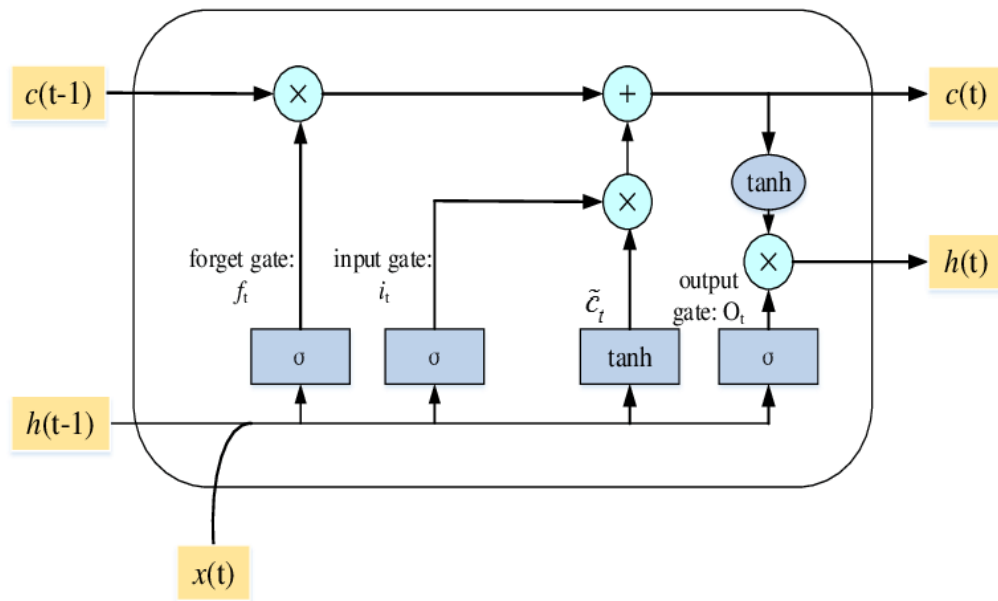 c(t-1)
×
+
c(t)
tanh
×
forget gate:
fₜ
input gate:
iₜ
c̃ₜ
output
gate: Oₜ
×
h(t)
σ
σ
tanh
σ
h(t-1)
x(t)